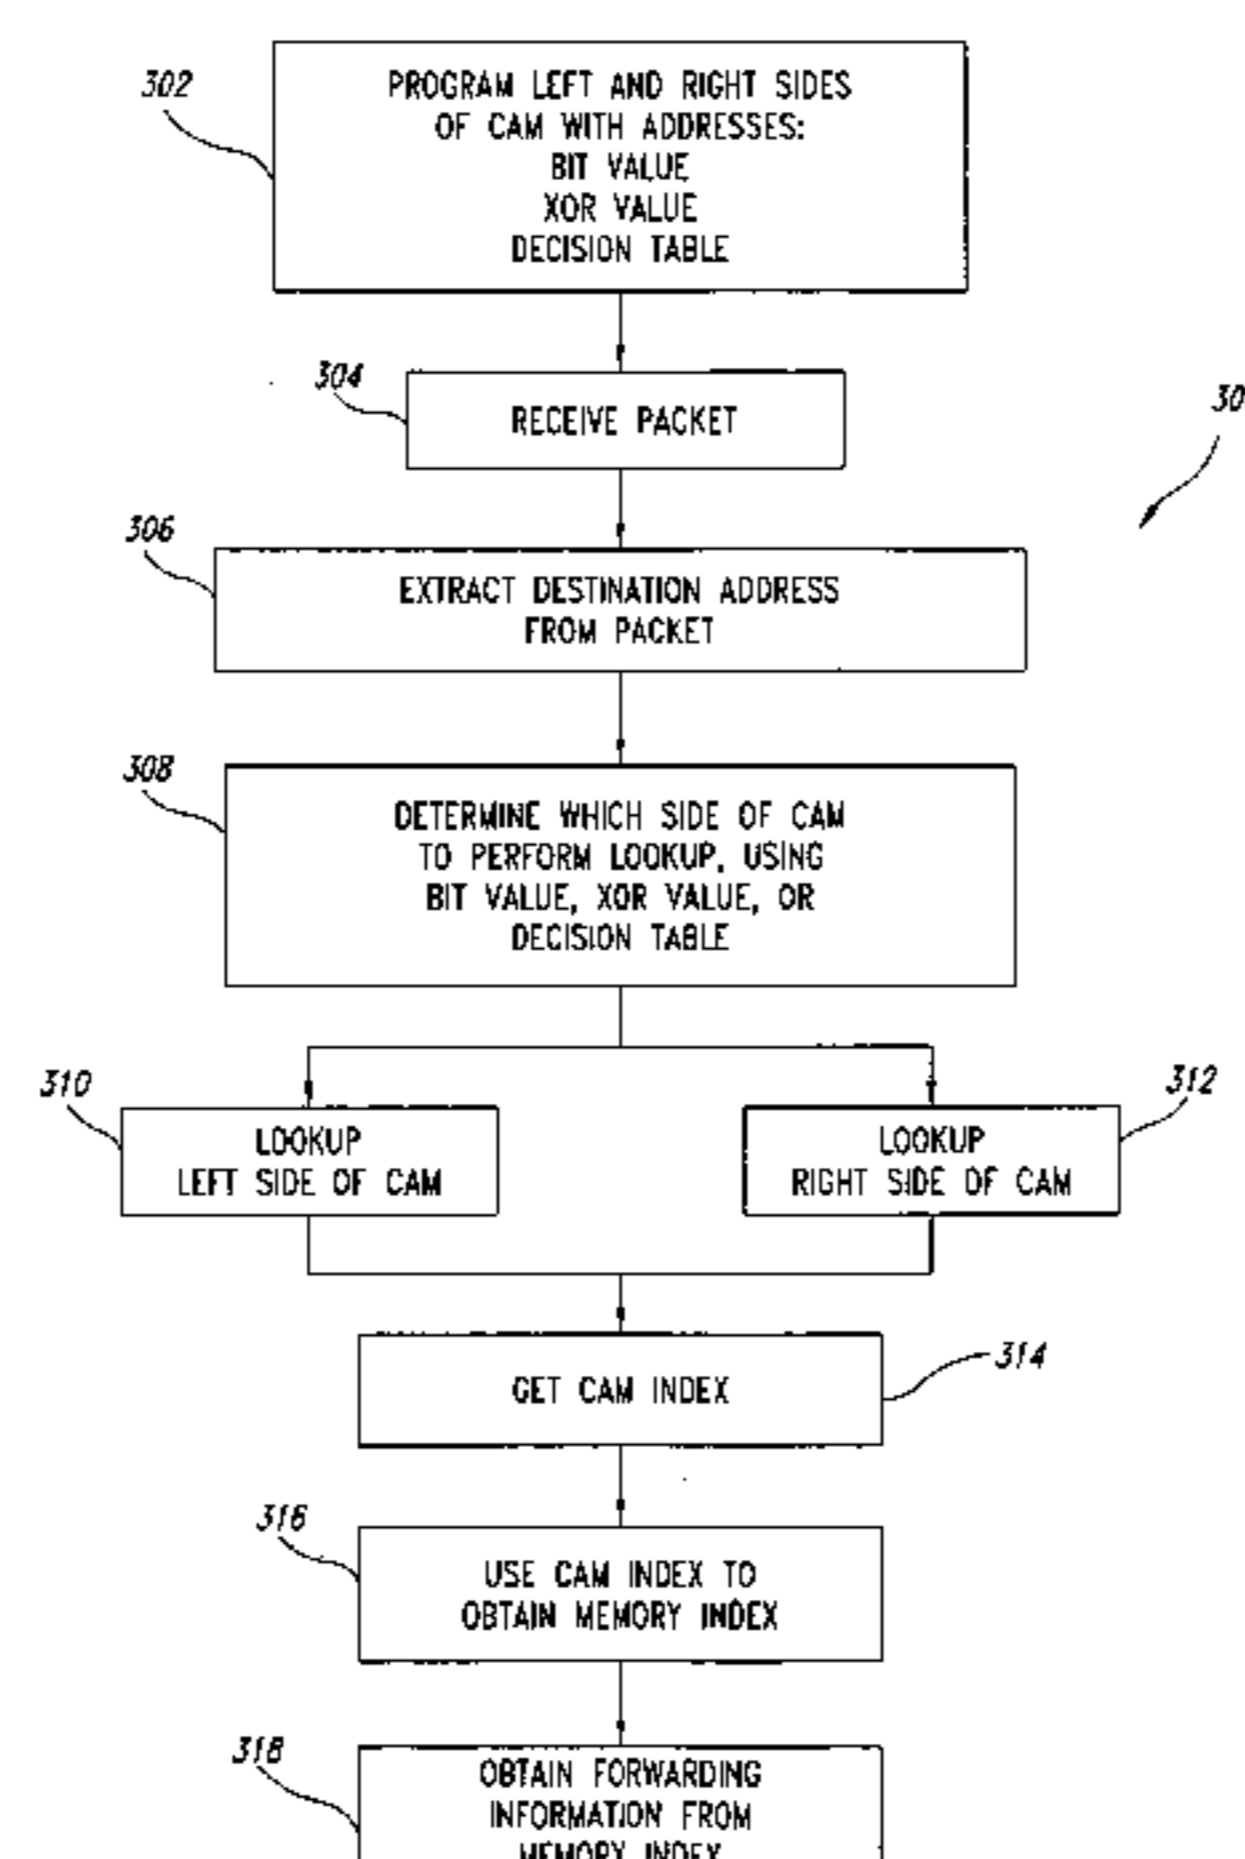 302
PROGRAM LEFT AND RIGHT SIDES
OF CAM WITH ADDRESSES:
BIT VALUE
XOR VALUE
DECISION TABLE
304
RECEIVE PACKET
30
306
EXTRACT DESTINATION ADDRESS
FROM PACKET
308
DETERMINE WHICH SIDE OF CAM
TO PERFORM LOOKUP, USING
BIT VALUE, XOR VALUE, OR
DECISION TABLE
310
LOOKUP
LEFT SIDE OF CAM
312
LOOKUP
RIGHT SIDE OF CAM
314
GET CAM INDEX
316
USE CAM INDEX TO
OBTAIN MEMORY INDEX
318
OBTAIN FORWARDING
INFORMATION FROM
MEMORY INDEX